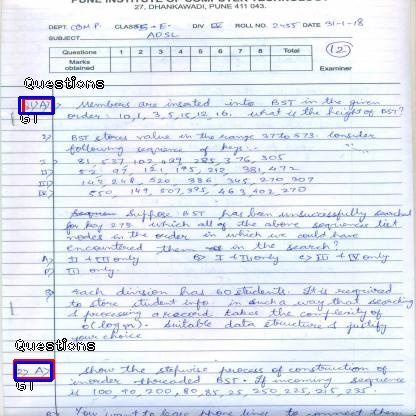 PUNE INSTITUTE OF COMPUTER TECHNOLOGY
27, DHANKAWADI, PUNE 411 043.
DEPT. COMP. CLASS S.E. DIV IV ROLL NO. 2455 DATE 31-1-18
SUBJECT ADSL
Questions 1 2 3 4 5 6 7 8 Total
Marks obtained
12
Examiner
Questions
1) A) Members are inserted into BST in the given
order: 10, 1, 3, 5, 15, 12, 16. what is the height of BST?
GT
2) BST stores value in the range 37 to 573. consider
following sequence of keys.-
I) 81, 537, 102, 439, 285, 376, 305
II) 52, 97, 121, 195, 242, 381, 472
III) 142, 248, 520, 386, 345, 270, 307
IV) 550, 149, 507, 395, 463, 402, 270
Suppose BST has been unsuccessfully searched
for key 273. which all of the above sequences list
nodes in the order in which we could have
encountered them in the search?
A) II & III only B) I & III only C) III & IV only
D) III only.
B) Each division has 60 students. It is required
to store student info. in such a way that searching
& processing a record takes the complexity of
O(log n). Suitable data structure & justify
your choice
Questions
2) A) Show the stepwise process of construction of
GT
inorder threaded BST. If incoming sequence
is 100, 90, 200, 80, 85, 25, 250, 225, 215, 235.
B) You want to lease phone lines to connect them